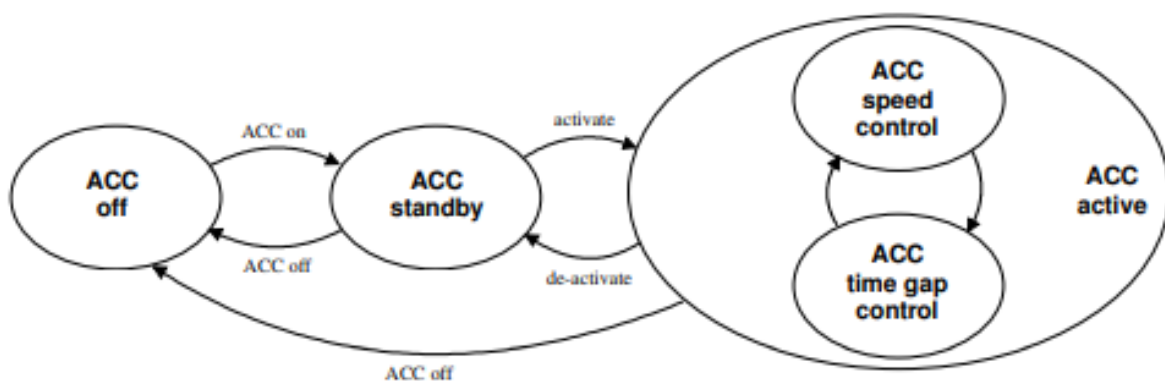 ACC
speed
control
activate
ACC on
ACC
off
ACC
standby
ACC
active
ACC
time gap
control
ACC off
de-activate
ACC off